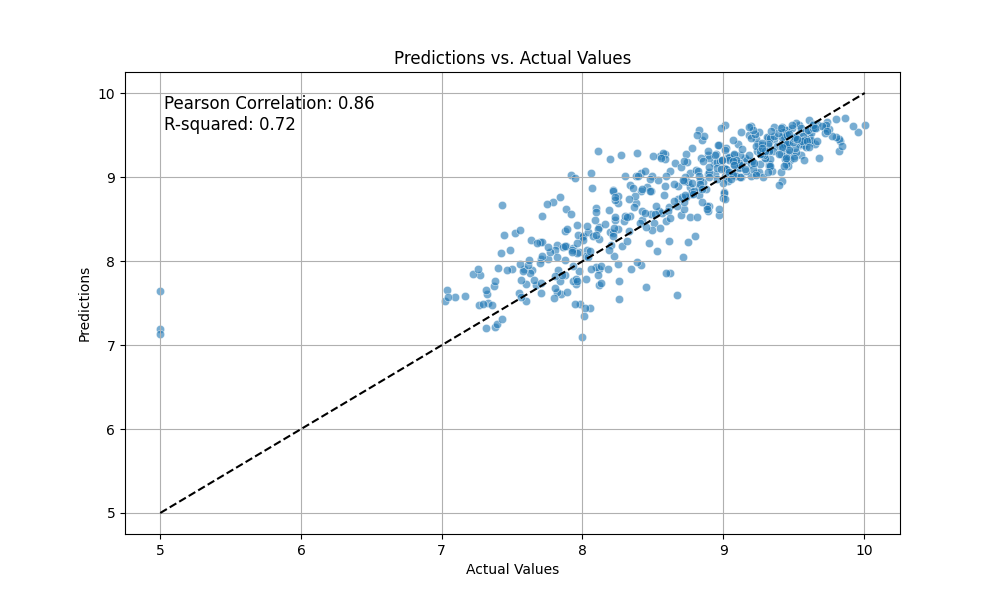 Predictions vs. Actual Values
Pearson Correlation: 0.86
R-squared: 0.72
Predictions
10
9
8
7
6
5
5 6 7 8 9 10
Actual Values